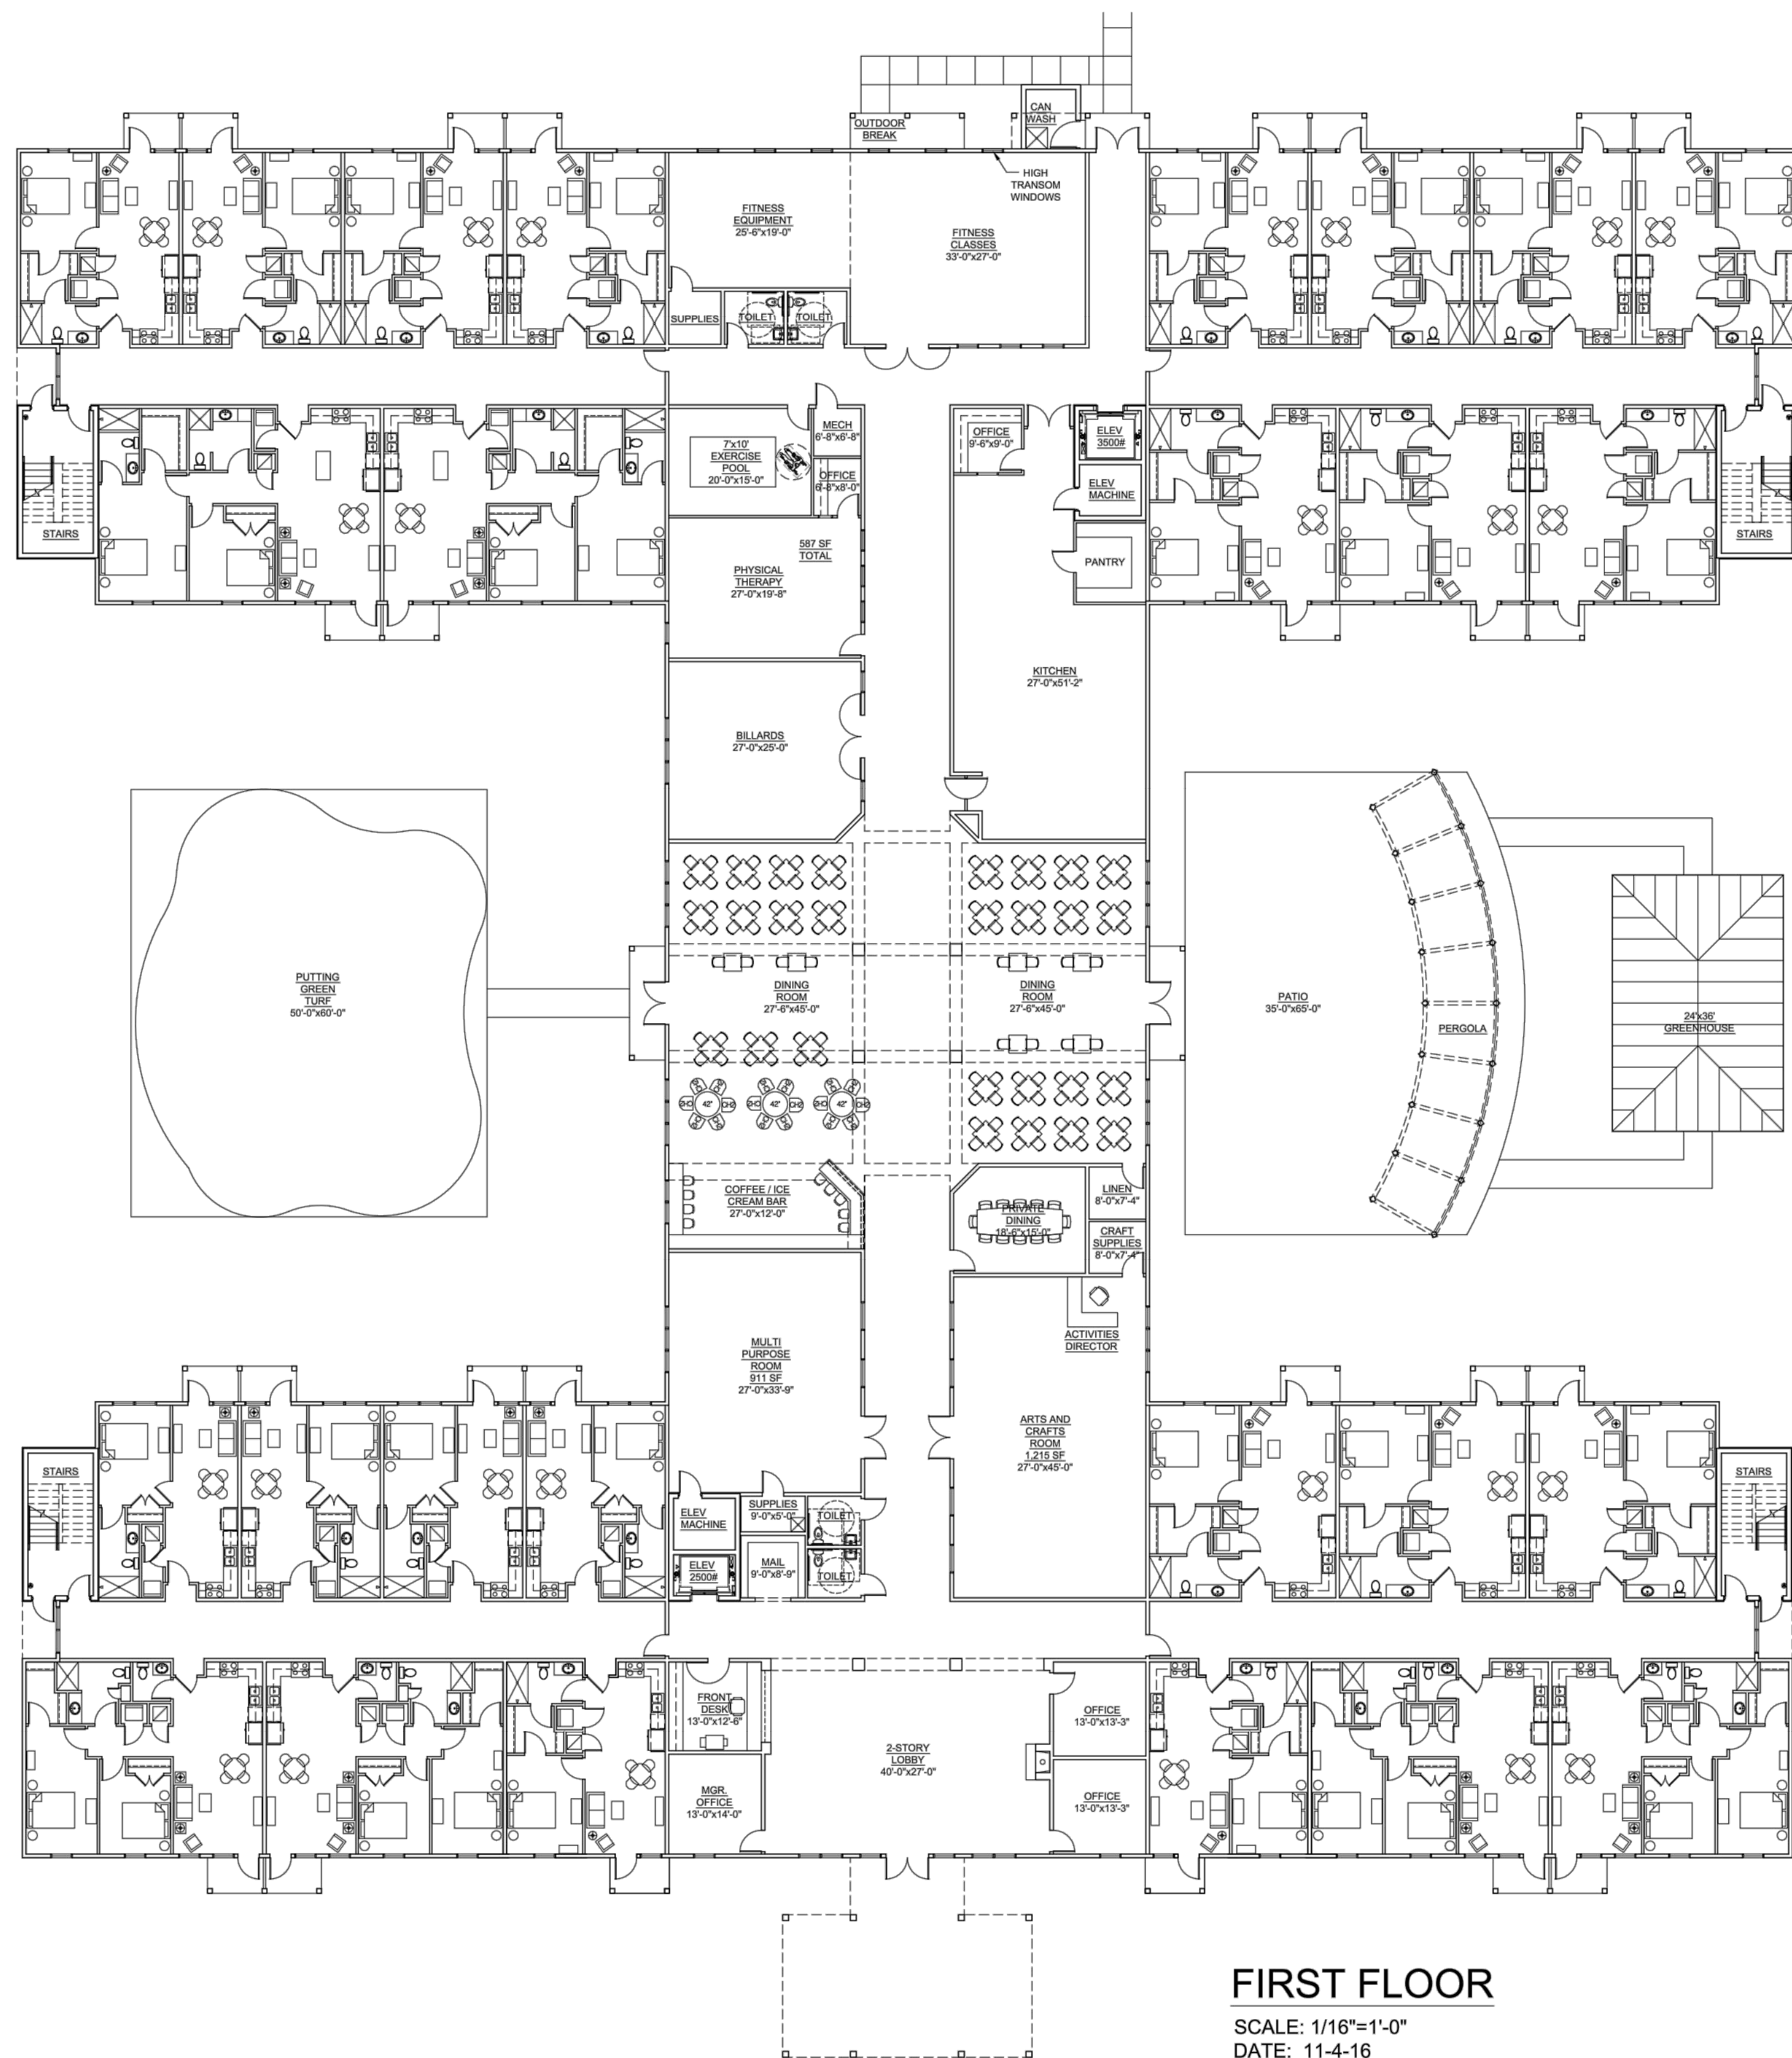 CAN
WASH
OUTDOOR
BREAK
HIGH
TRANSOM
WINDOWS
FITNESS
EQUIPMENT
25'-6"x19'-0"
FITNESS
CLASSES
33'-0"x27'-0"
SUPPLIES
TOILET
TOILET
MECH
6'-8"x6'-8"
OFFICE
9'-6"x9'-0"
ELEV
3500#
7'x10'
EXERCISE
POOL
20'-0"x15'-0"
OFFICE
6'-8"x8'-0"
ELEV
MACHINE
STAIRS
STAIRS
587 SF
TOTAL
PHYSICAL
THERAPY
27'-0"x19'-8"
PANTRY
KITCHEN
27'-0"x51'-2"
BILLARDS
27'-0"x25'-0"
PUTTING
GREEN
TURF
50'-0"x60'-0"
DINING
ROOM
27'-6"x45'-0"
DINING
ROOM
27'-6"x45'-0"
PATIO
35'-0"x65'-0"
PERGOLA
24'x36'
GREENHOUSE
42"
42"
42"
COFFEE / ICE
CREAM BAR
27'-0"x12'-0"
PRIVATE
DINING
18'-6"x15'-0"
LINEN
8'-0"x7'-4"
CRAFT
SUPPLIES
8'-0"x7'-4"
ACTIVITIES
DIRECTOR
MULTI
PURPOSE
ROOM
911 SF
27'-0"x33'-9"
ARTS AND
CRAFTS
ROOM
1,215 SF
27'-0"x45'-0"
STAIRS
STAIRS
ELEV
MACHINE
SUPPLIES
9'-0"x5'-0"
TOILET
ELEV
2500#
MAIL
9'-0"x8'-9"
TOILET
FRONT
DESK
13'-0"x12'-6"
OFFICE
13'-0"x13'-3"
2-STORY
LOBBY
40'-0"x27'-0"
MGR.
OFFICE
13'-0"x14'-0"
OFFICE
13'-0"x13'-3"
FIRST FLOOR
SCALE: 1/16"=1'-0"
DATE: 11-4-16